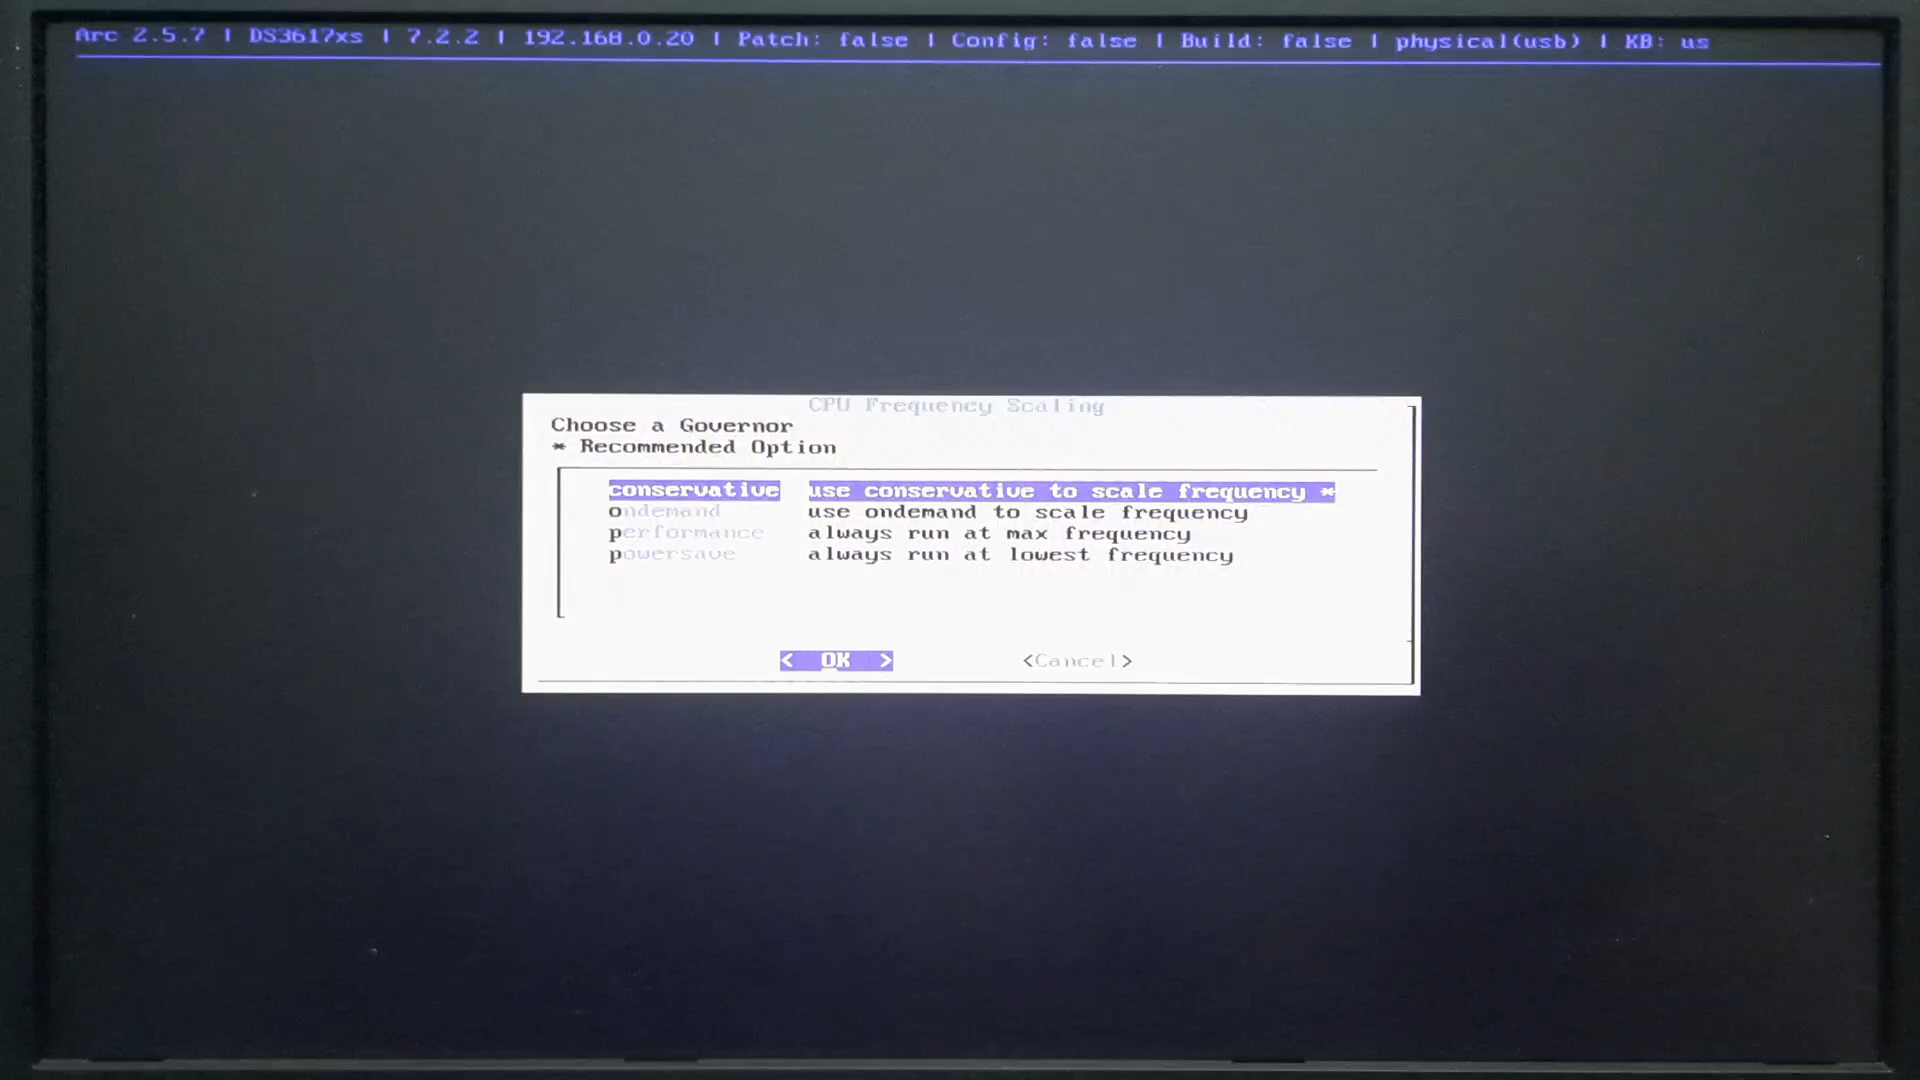 Arc 2.5.7 | DS3617xs | 7.2.2 | 192.168.0.20 | Patch: false | Config: false | Build: false | physical(usb) | KB: us
CPU Frequency Scaling
Choose a Governor
* Recommended Option
conservative use conservative to scale frequency *
ondemand use ondemand to scale frequency
performance always run at max frequency
powersave always run at lowest frequency
< OK > <Cancel>